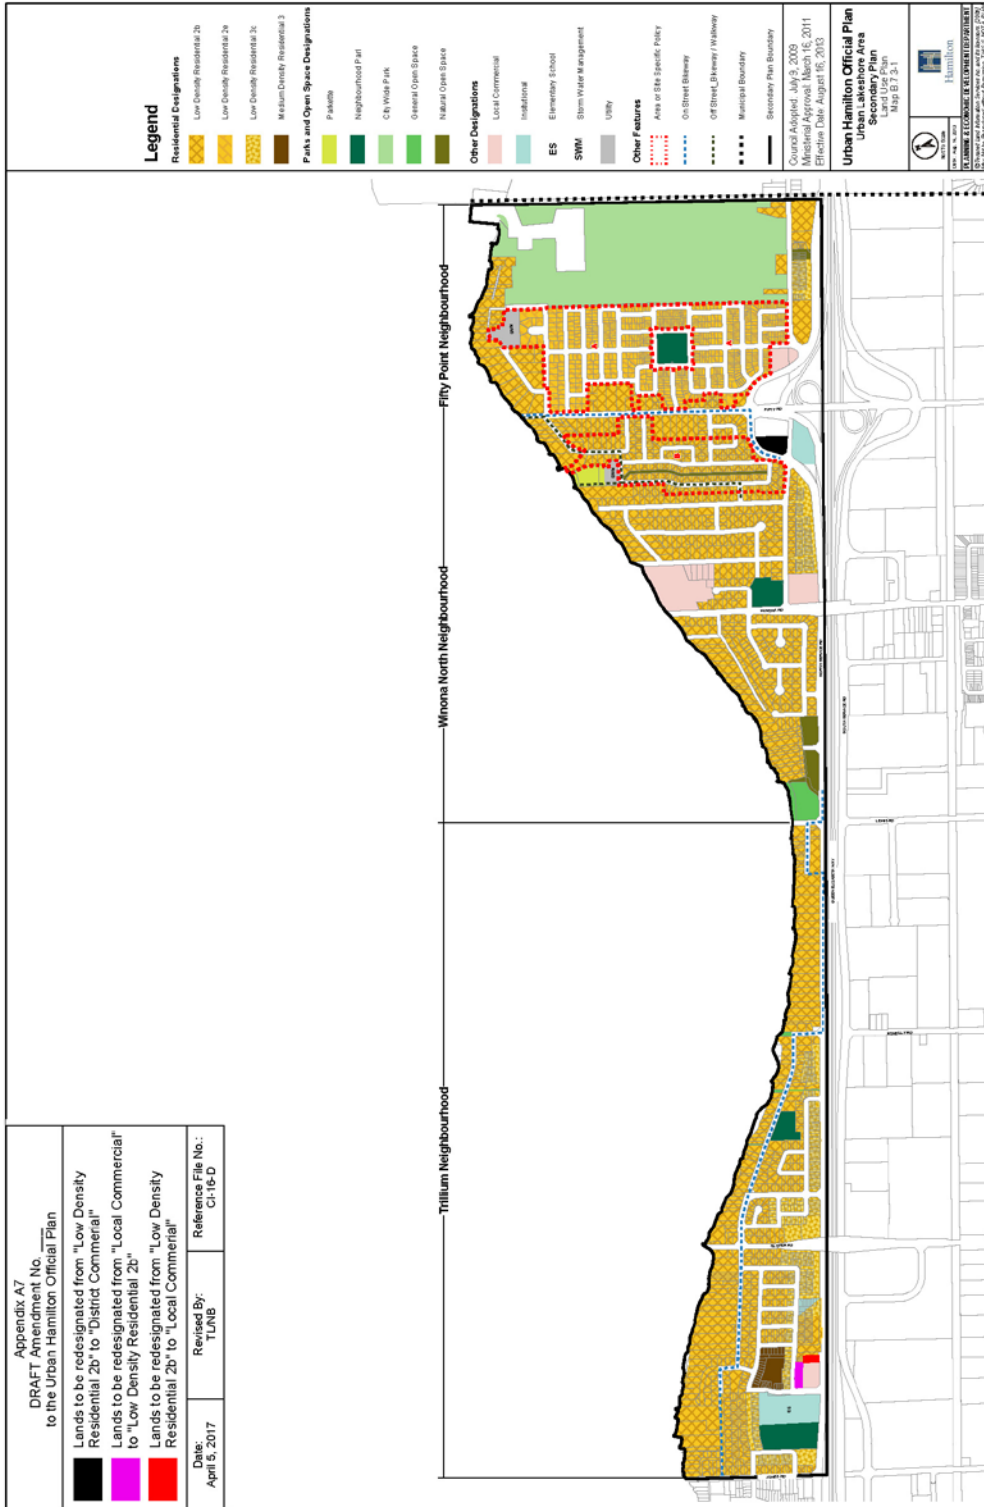 Appendix A7
DRAFT Amendment No.____
to the Urban Hamilton Official Plan
Lands to be redesignated from "Low Density
Residential 2b" to "District Commerial"
Lands to be redesignated from "Local Commercial"
to "Low Density Residential 2b"
Lands to be redesignated from "Low Density
Residential 2b" to "Local Commerial"
Date:
April 5, 2017
Revised By:
TL/NB
Reference File No.:
CI-16-D
Trillium Neighbourhood
Winona North Neighbourhood
Fifty Point Neighbourhood
Legend
Residential Designations
Low Density Residential 2b
Low Density Residential 2e
Low Density Residential 3c
Medium Density Residential 3
Parks and Open Space Designations
Parkette
Neighbourhood Park
City Wide Park
General Open Space
Natural Open Space
Other Designations
Local Commercial
Institutional
ES Elementary School
SWM Storm Water Management
Utility
Other Features
Area or Site Specific Policy
On Street Bikeway
Off Street_Bikeway / Walkway
Municipal Boundary
Secondary Plan Boundary
Council Adopted: July 9, 2009
Ministerial Approval: March 16, 2011
Effective Date: August 16, 2013
Urban Hamilton Official Plan
Urban Lakeshore Area
Secondary Plan
Land Use Plan
Map B.7.3-1
Hamilton
PLANNING & ECONOMIC DEVELOPMENT DEPARTMENT